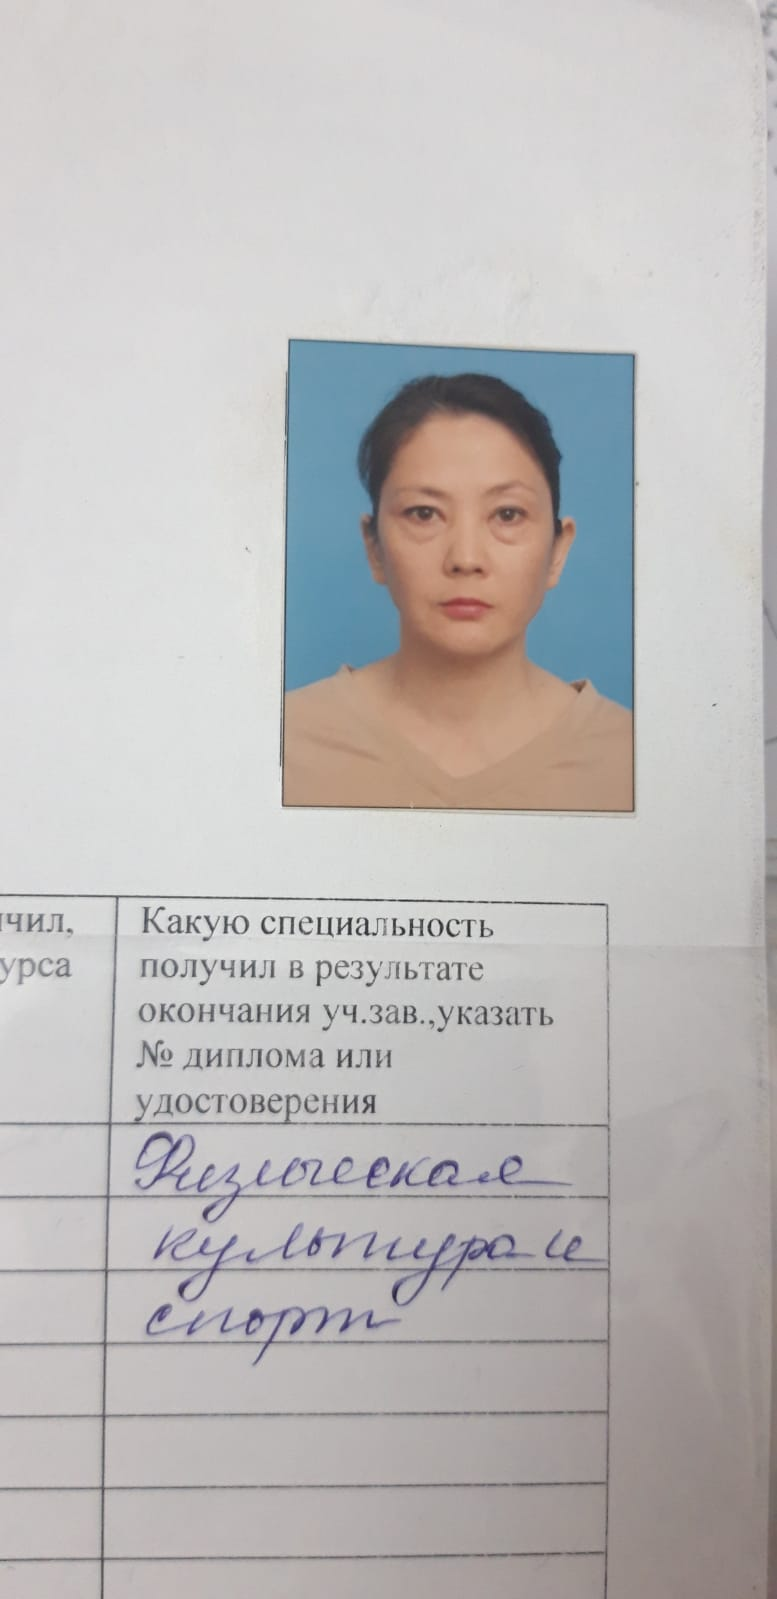 чил,
урса
Какую специальность
получил в результате
окончания уч.зав.,указать
№ диплома или
удостоверения
Физическая
культура и
спорт